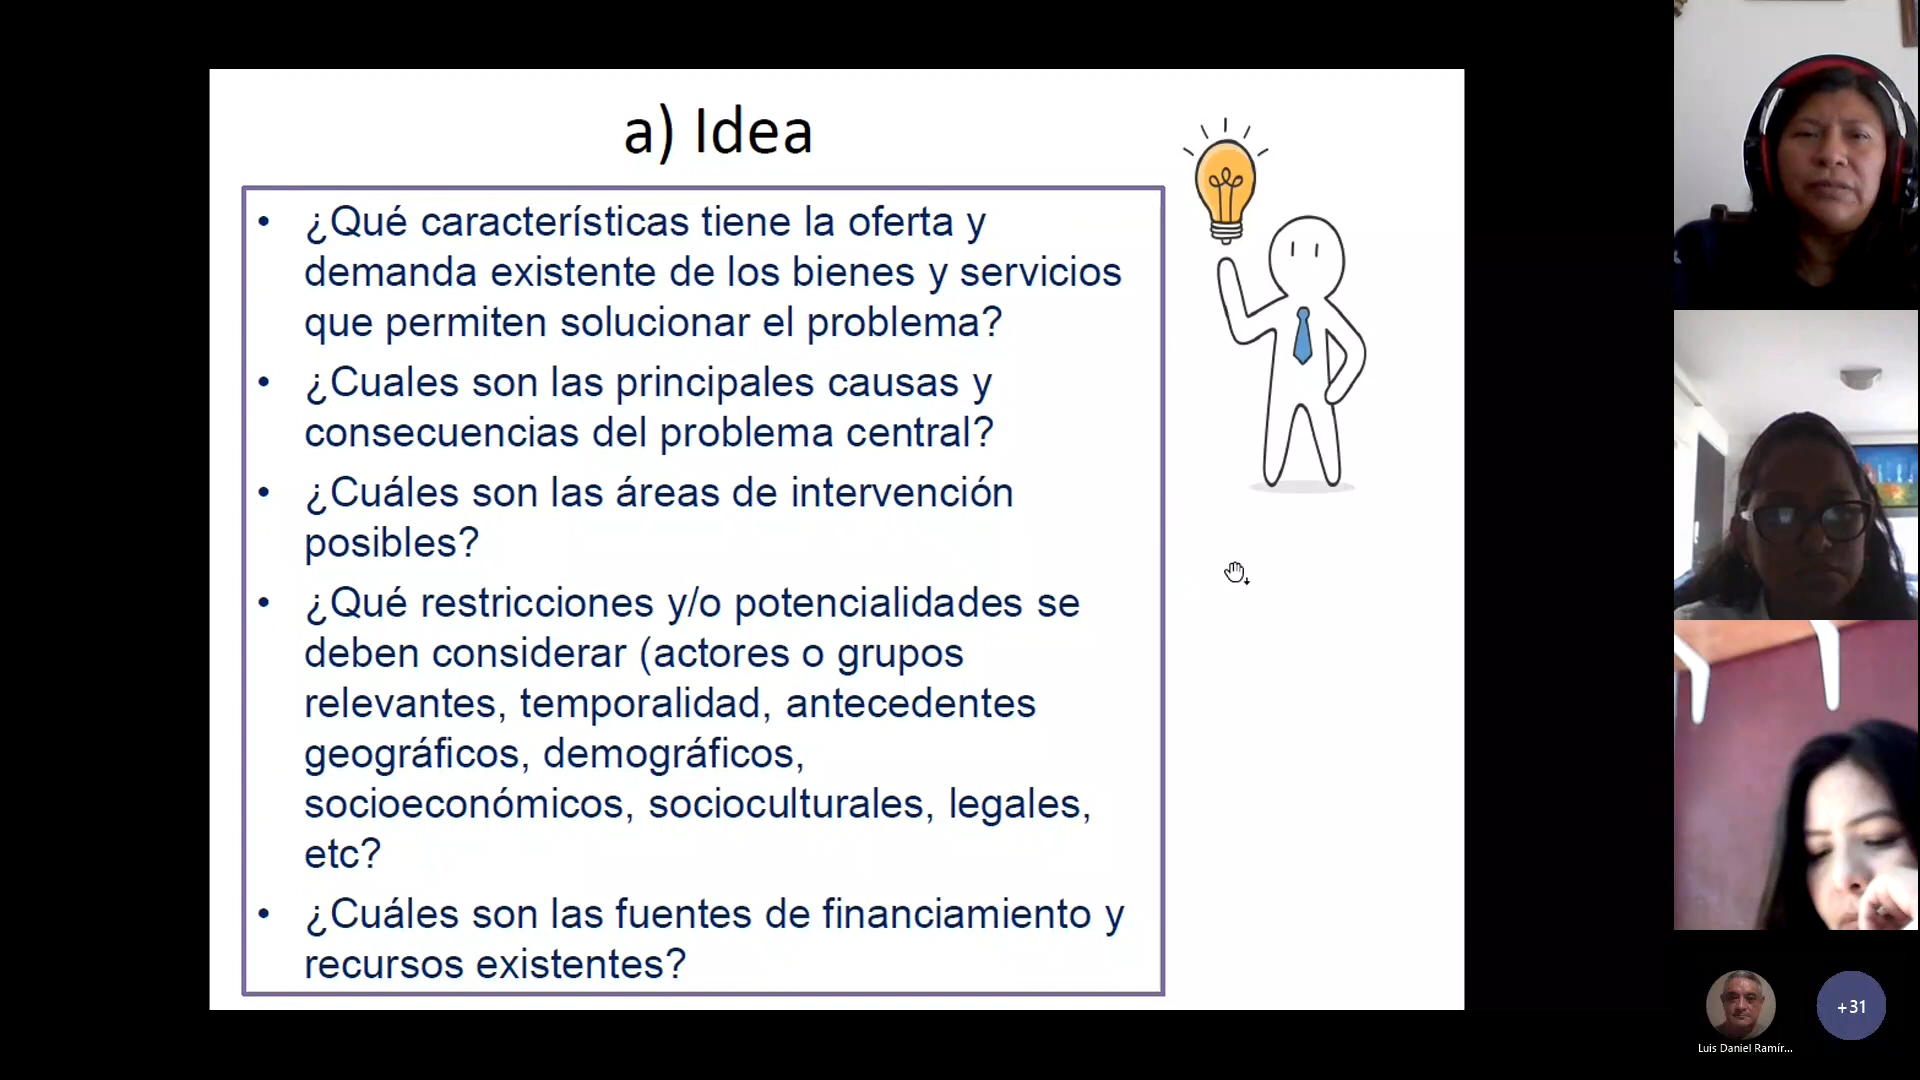 a) Idea
• ¿Qué características tiene la oferta y
demanda existente de los bienes y servicios
que permiten solucionar el problema?
• ¿Cuales son las principales causas y
consecuencias del problema central?
• ¿Cuáles son las áreas de intervención
posibles?
• ¿Qué restricciones y/o potencialidades se
deben considerar (actores o grupos
relevantes, temporalidad, antecedentes
geográficos, demográficos,
socioeconómicos, socioculturales, legales,
etc?
• ¿Cuáles son las fuentes de financiamiento y
recursos existentes?
+31
Luis Daniel Ramír...